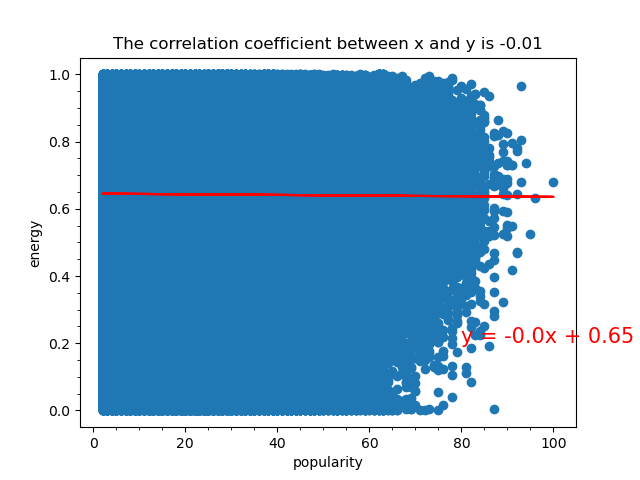 The correlation coefficient between x and y is -0.01
1.0
0.8
0.6
0.4
0.2
0.0
energy
y = -0.0x + 0.65
0 20 40 60 80 100
popularity